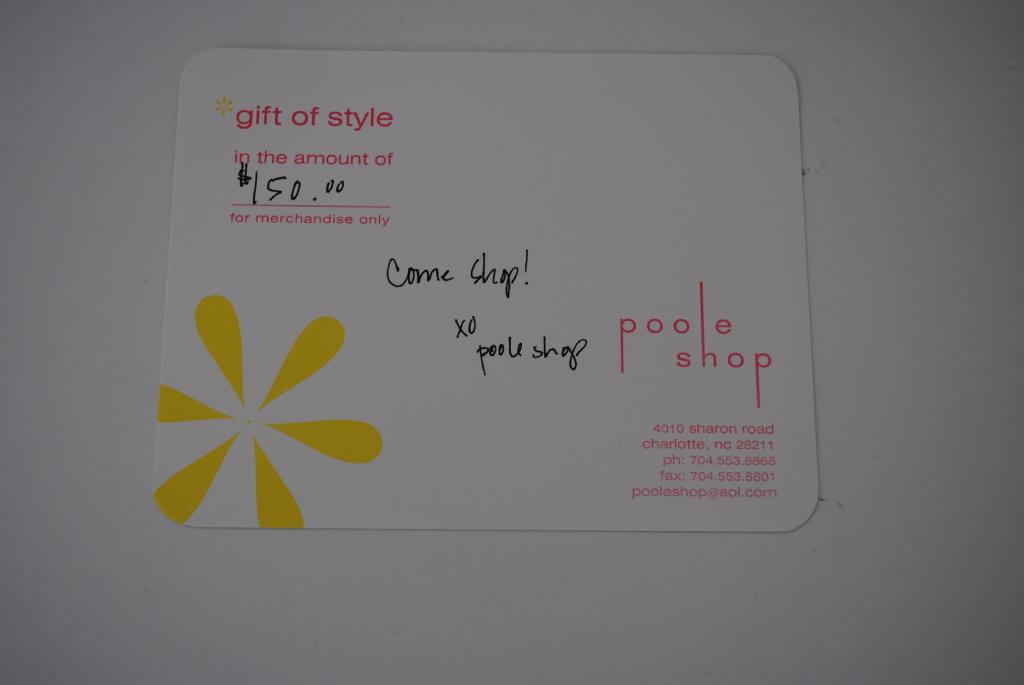 gift of style
in the amount of
$150.00
for merchandise only
Come Shop!
XO
poole shop
poole
shop
4010 sharon road
charlotte, nc 28211
ph: 704.553.8868
fax: 704.553.8801
pooleshop@aol.com